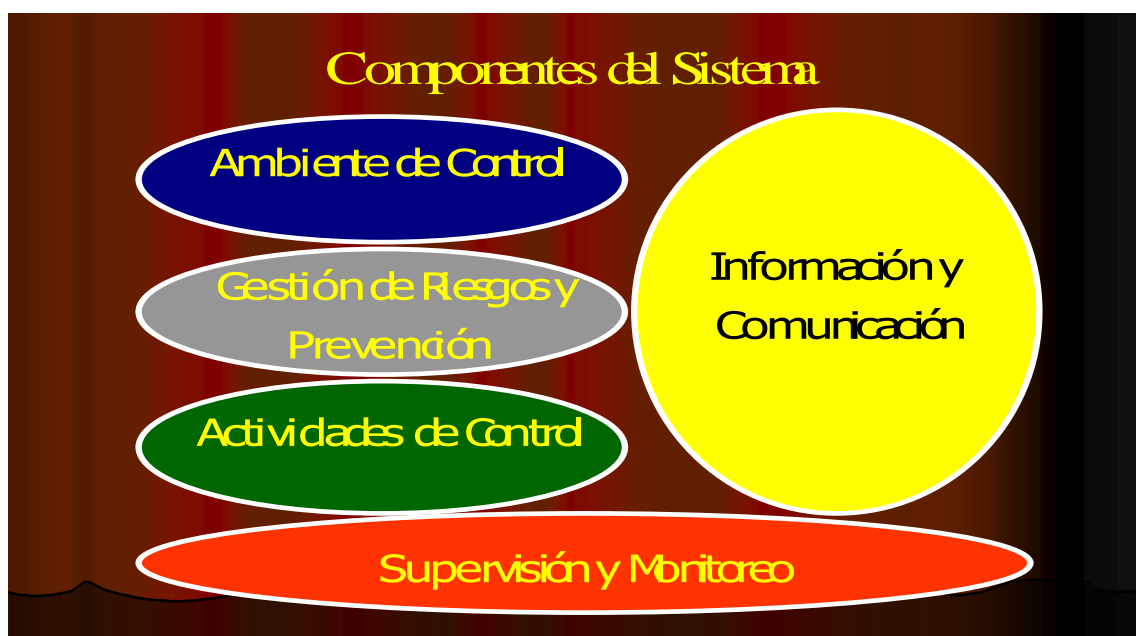 Componentes del Sistema
Ambiente de Control
Gestión de Riesgos y
Prevención
Actividades de Control
Información y
Comunicación
Supervisión y Monitoreo